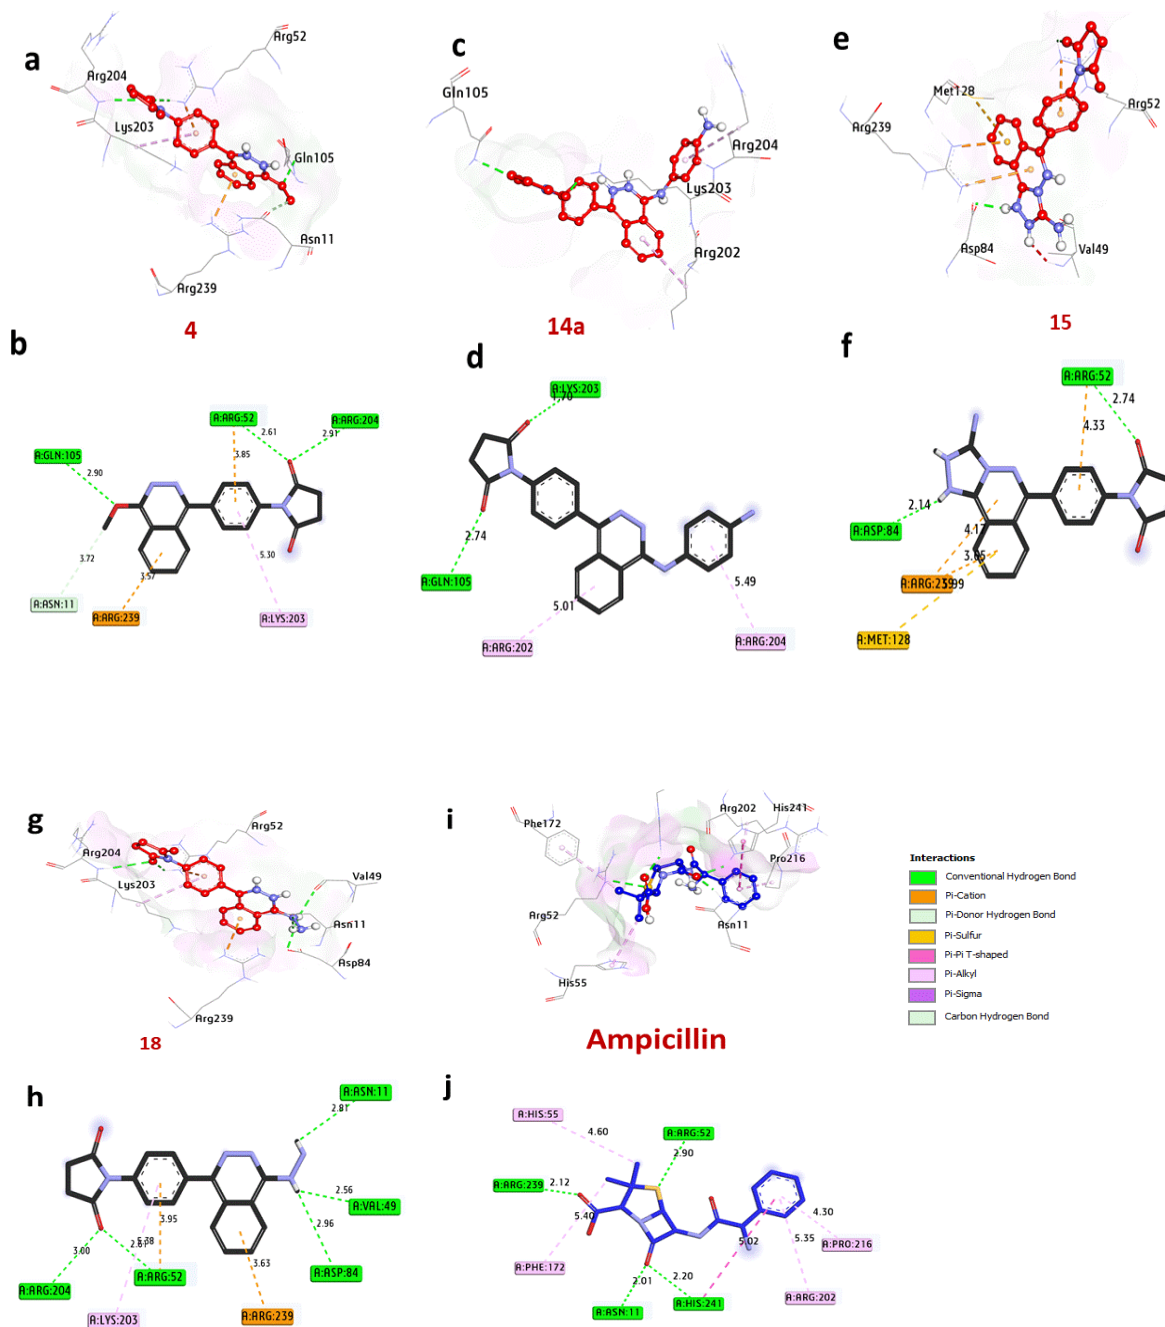 a
Arg52
Arg204
Lys203
Gln105
Asn11
Arg239
4
c
Gln105
Arg204
Lys203
Arg202
14a
e
Met128
Arg52
Arg239
Asp84
Val49
15
b
A:ARG:52
A:ARG:204
2.61
2.91
A:GLN:105
3.85
2.90
3.72
5.30
3.57
A:ASN:11
A:ARG:239
A:LYS:203
d
A:LYS:203
1.70
2.74
A:GLN:105
5.01
5.49
A:ARG:202
A:ARG:204
f
A:ARG:52
2.74
4.33
2.14
A:ASP:84
4.17
A:MET:128
g
Arg52
Arg204
Lys203
Val49
Asn11
Asp84
Arg239
18
i
Arg202
His241
Phe172
Pro216
Arg52
Asn11
His55
Ampicillin
Interactions
Conventional Hydrogen Bond
Pi-Cation
Pi-Donor Hydrogen Bond
Pi-Sulfur
Pi-Pi T-shaped
Pi-Alkyl
Pi-Sigma
Carbon Hydrogen Bond
h
A:ASN:11
2.81
2.56
A:VAL:49
3.95
2.96
3.00
3.63
A:ARG:204
A:ARG:52
A:ASP:84
A:LYS:203
A:ARG:239
j
A:HIS:55
A:ARG:52
4.60
2.90
A:ARG:239
2.12
5.40
4.30
5.02
5.35
A:PRO:216
A:PHE:172
2.01
2.20
A:ASN:11
A:HIS:241
A:ARG:202